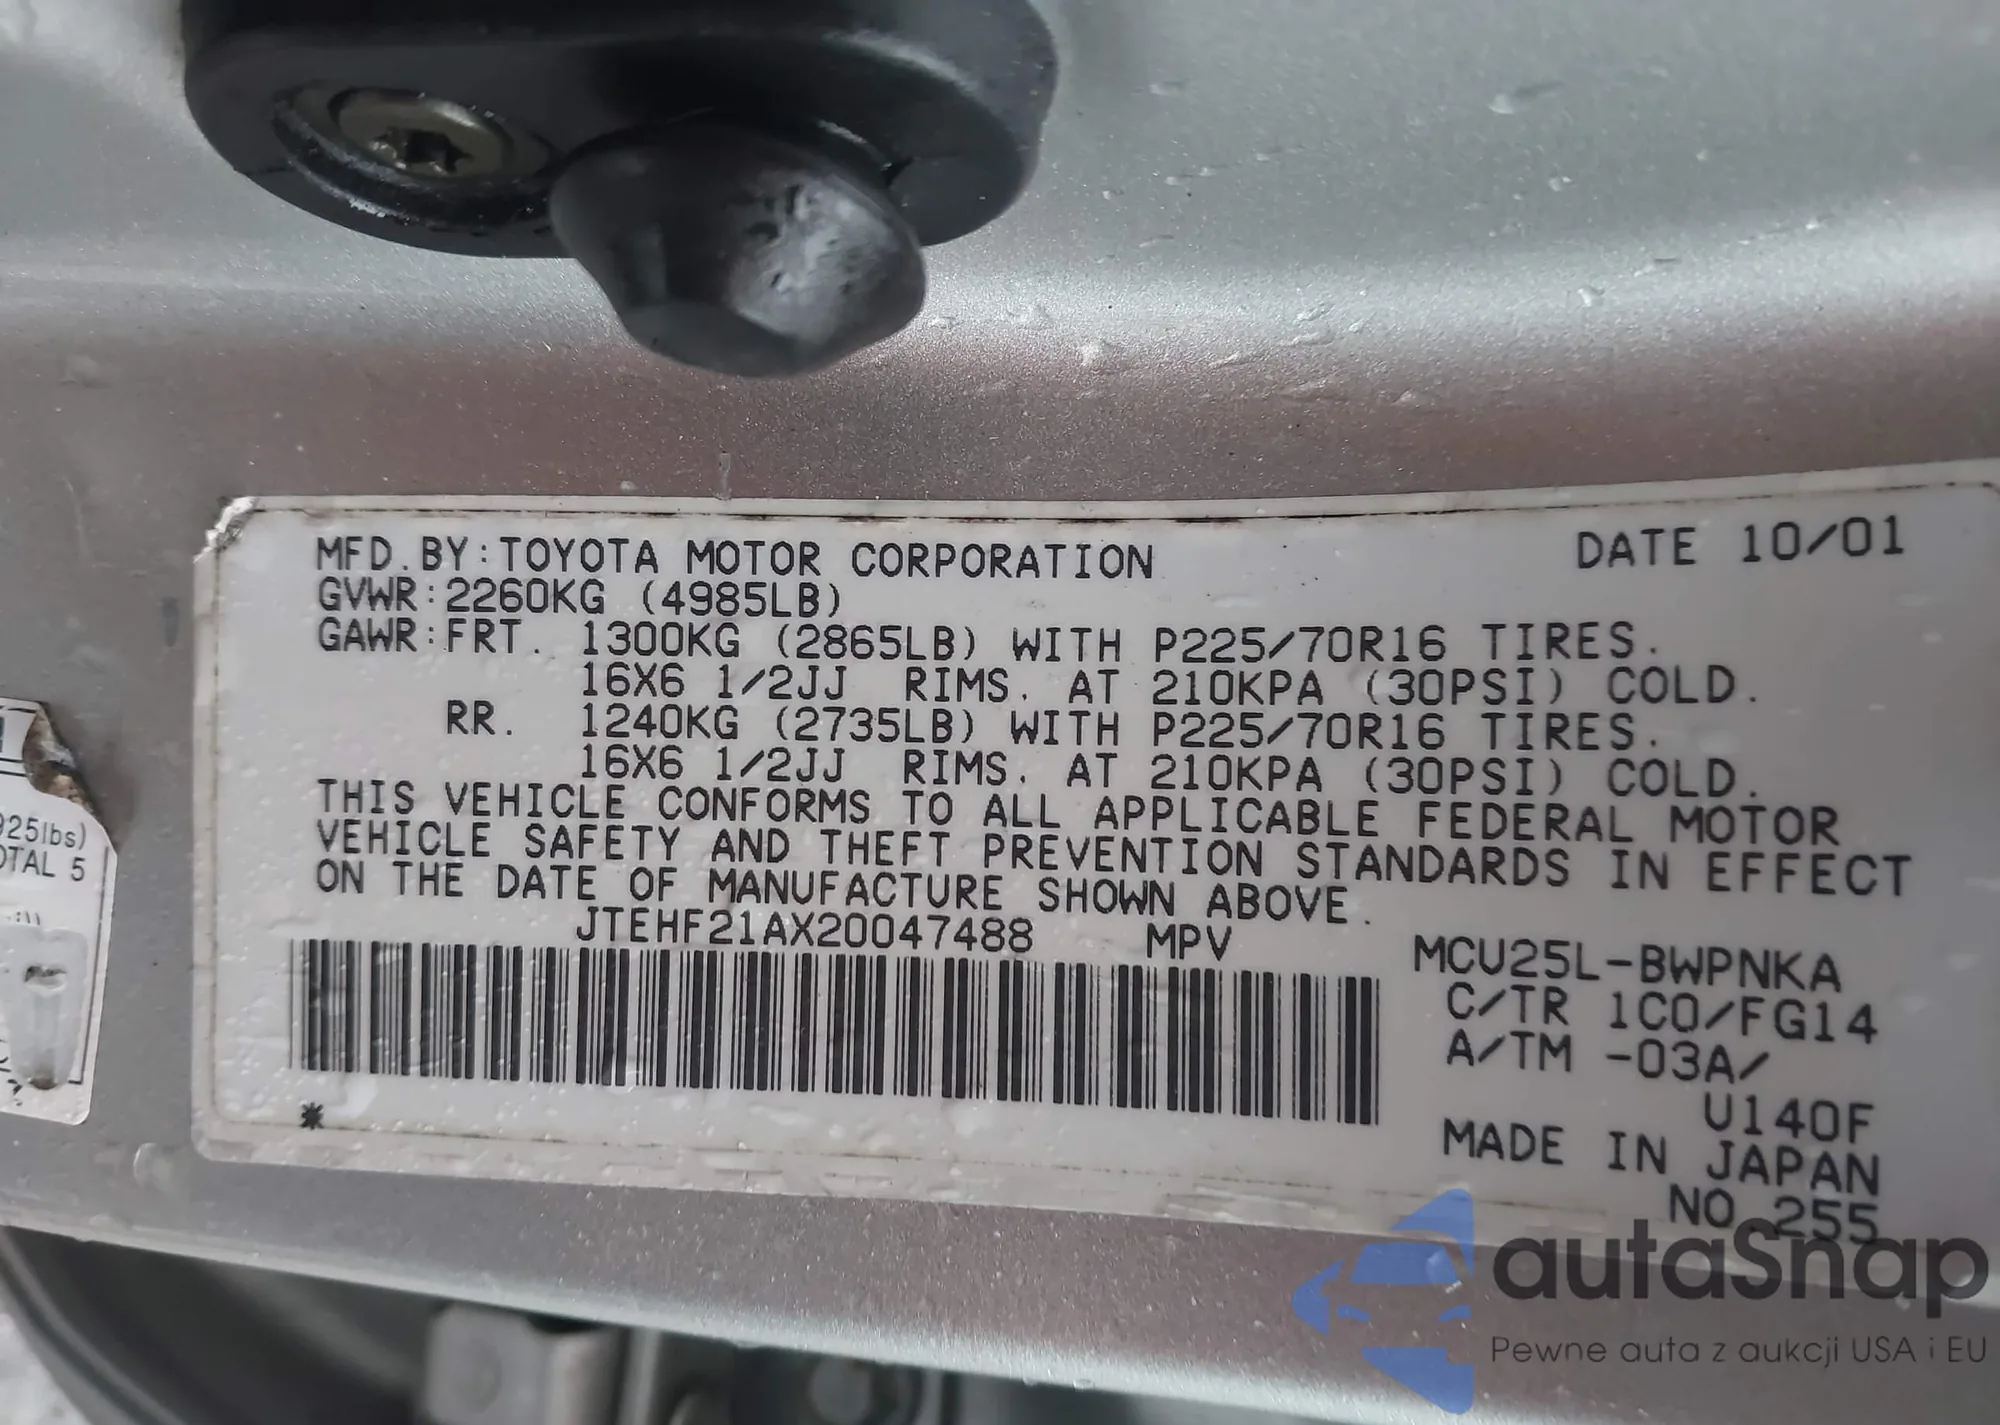 MFD.BY:TOYOTA MOTOR CORPORATION DATE 10/01
GVWR:2260KG (4985LB)
GAWR:FRT. 1300KG (2865LB) WITH P225/70R16 TIRES.
16X6 1/2JJ RIMS. AT 210KPA (30PSI) COLD.
RR. 1240KG (2735LB) WITH P225/70R16 TIRES.
16X6 1/2JJ RIMS. AT 210KPA (30PSI) COLD.
THIS VEHICLE CONFORMS TO ALL APPLICABLE FEDERAL MOTOR
VEHICLE SAFETY AND THEFT PREVENTION STANDARDS IN EFFECT
ON THE DATE OF MANUFACTURE SHOWN ABOVE.
JTEHF21AX20047488 MPV MCU25L-BWPNKA
C/TR 1C0/FG14
A/TM -03A/
U140F
MADE IN JAPAN
NO 255
*
925lbs)
OTAL 5
autaSnap
Pewne auta z aukcji USA i EU